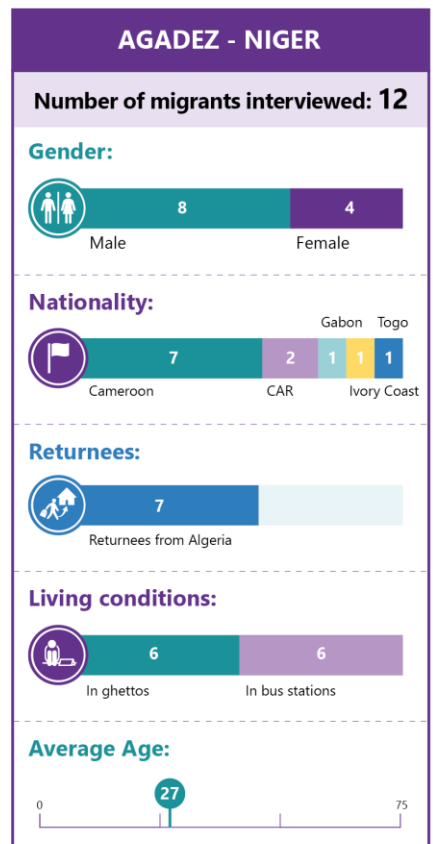 AGADEZ - NIGER
Number of migrants interviewed: 12
Gender:
8 4
Male Female
Nationality:
Gabon Togo
7 2 1 1 1
Cameroon CAR Ivory Coast
Returnees:
7
Returnees from Algeria
Living conditions:
6 6
In ghettos In bus stations
Average Age:
27
0 75